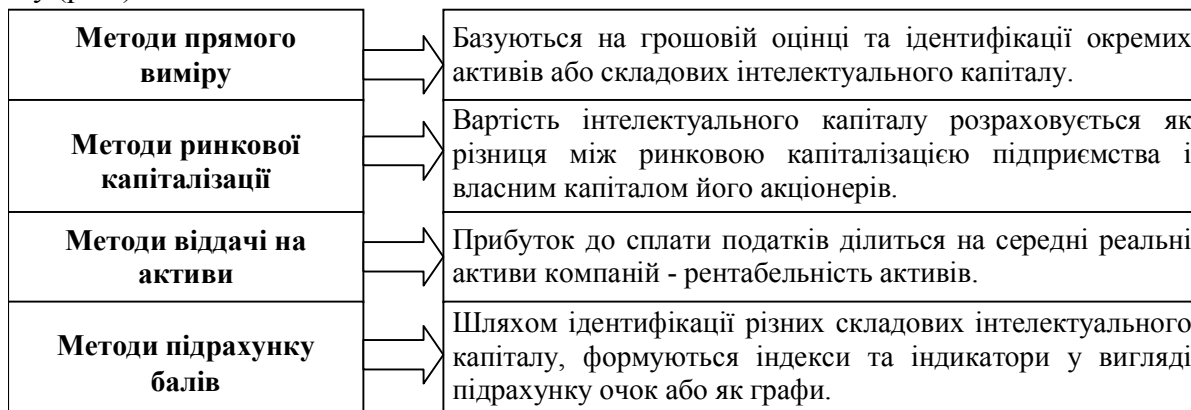 Методи прямого
виміру
Базуються на грошовій оцінці та ідентифікації окремих
активів або складових інтелектуального капіталу.
Методи ринкової
капіталізації
Вартість інтелектуального капіталу розраховується як
різниця між ринковою капіталізацією підприємства і
власним капіталом його акціонерів.
Методи віддачі на
активи
Прибуток до сплати податків ділиться на середні реальні
активи компаній - рентабельність активів.
Методи підрахунку
балів
Шляхом ідентифікації різних складових інтелектуального
капіталу, формуються індекси та індикатори у вигляді
підрахунку очок або як графи.